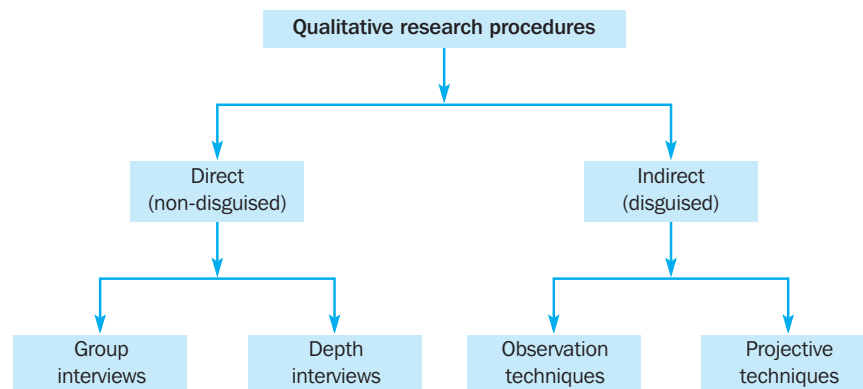 Qualitative research procedures
Direct
(non-disguised)
Indirect
(disguised)
Group
interviews
Depth
interviews
Observation
techniques
Projective
techniques